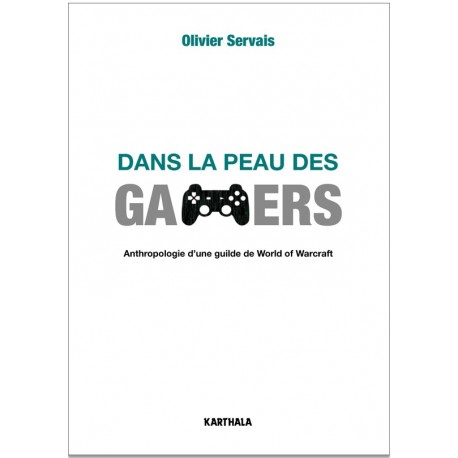 Olivier Servais
DANS LA PEAU DES
GAMERS
Anthropologie d'une guilde de World of Warcraft
KARTHALA